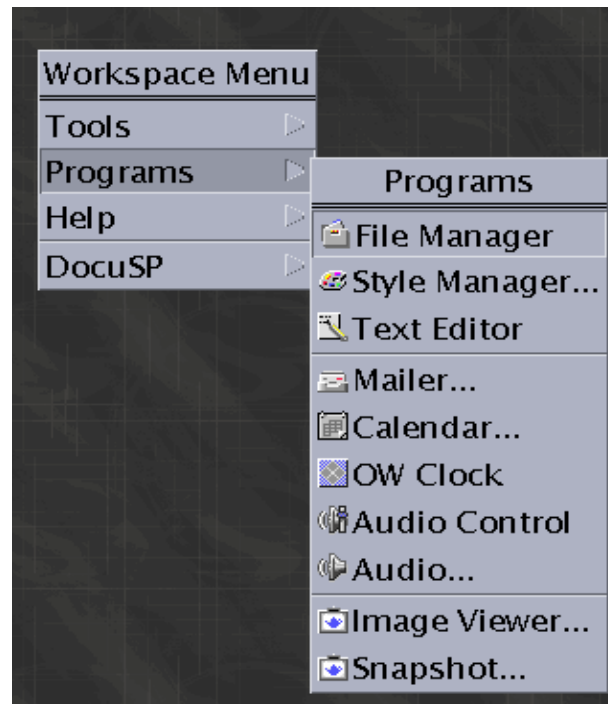 Workspace Menu
Tools
Programs
Help
DocuSP
Programs
File Manager
Style Manager...
Text Editor
Mailer...
Calendar...
OW Clock
Audio Control
Audio...
Image Viewer...
Snapshot...